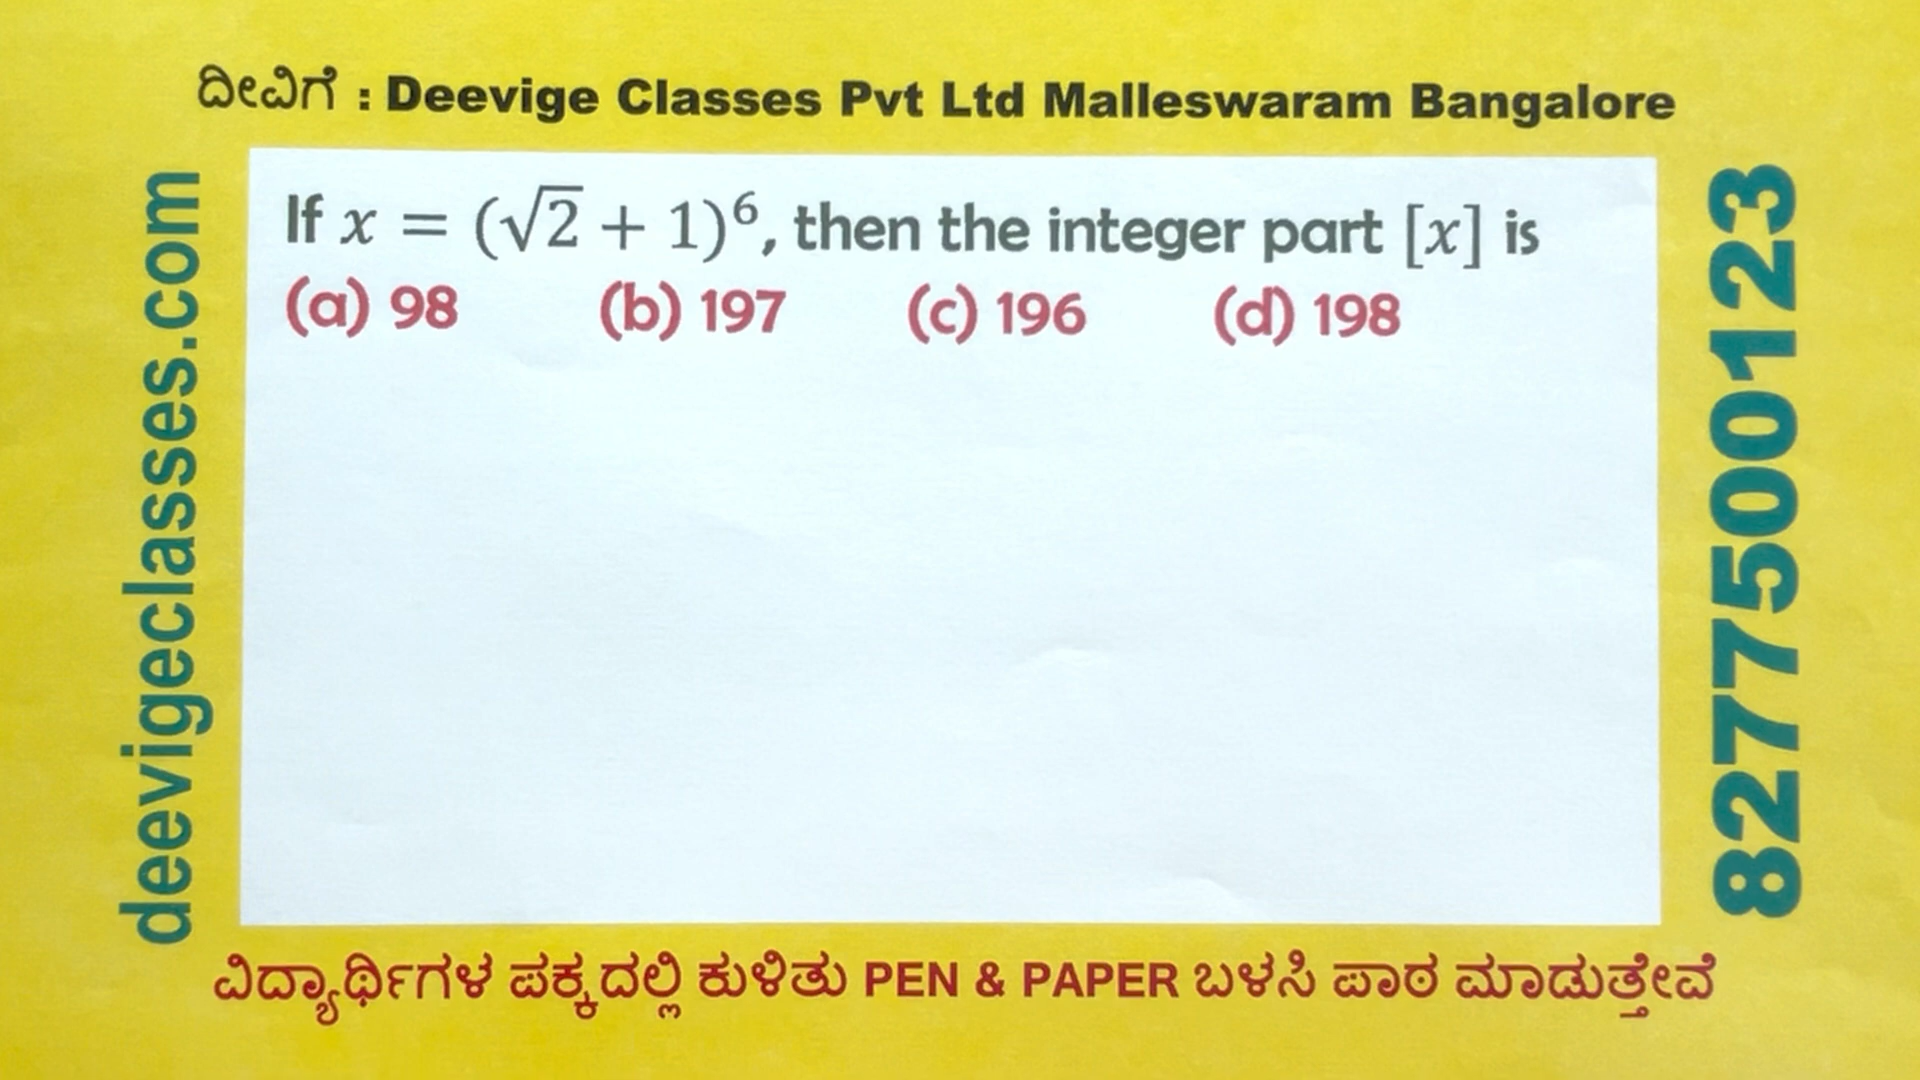 ದೀವಿಗೆ : Deevige Classes Pvt Ltd Malleswaram Bangalore
deevigeclasses.com
If x = (√2 + 1)⁶, then the integer part [x] is
(a) 98 (b) 197 (c) 196 (d) 198
8277500123
ವಿದ್ಯಾರ್ಥಿಗಳ ಪಕ್ಕದಲ್ಲಿ ಕುಳಿತು PEN & PAPER ಬಳಸಿ ಪಾಠ ಮಾಡುತ್ತೇವೆ